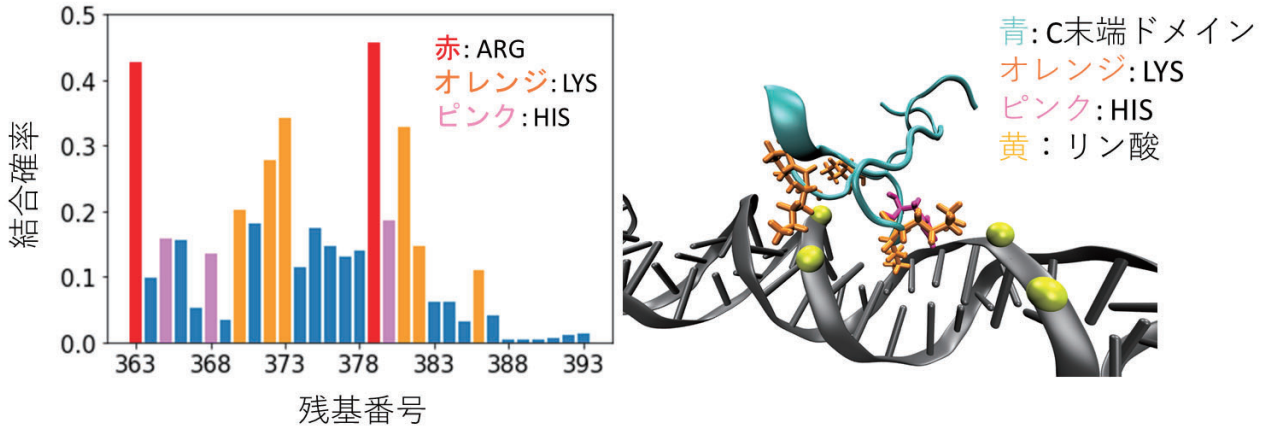 結合確率
0.5
0.4
0.3
0.2
0.1
0.0
赤: ARG
オレンジ: LYS
ピンク: HIS
363 368 373 378 383 388 393
残基番号
青: C末端ドメイン
オレンジ: LYS
ピンク: HIS
黄：リン酸